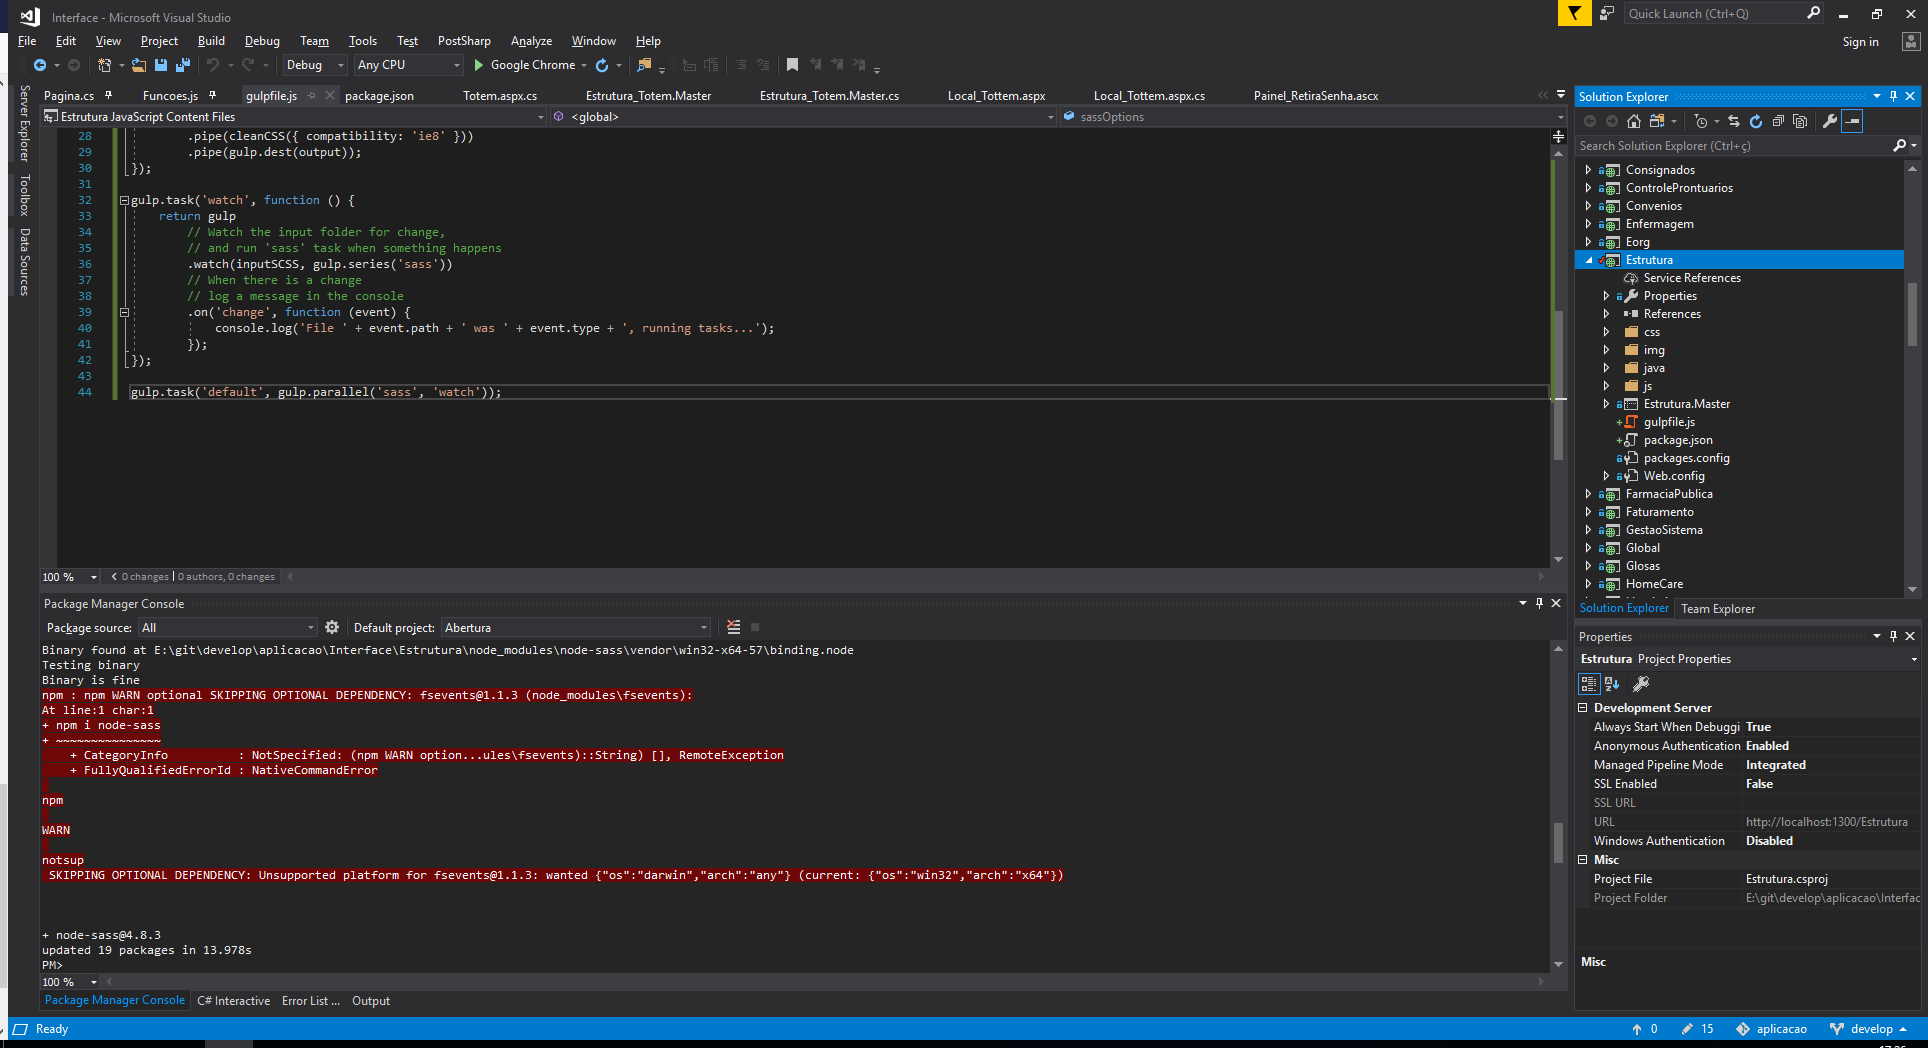 Interface - Microsoft Visual Studio
Quick Launch (Ctrl+Q)
File Edit View Project Build Debug Team Tools Test PostSharp Analyze Window Help
Sign in
Debug Any CPU Google Chrome
Server Explorer
Toolbox
Data Sources
Pagina.cs Funcoes.js gulpfile.js package.json Totem.aspx.cs Estrutura_Totem.Master Estrutura_Totem.Master.cs Local_Tottem.aspx Local_Tottem.aspx.cs Painel_RetiraSenha.ascx
Estrutura JavaScript Content Files <global> sassOptions
28 .pipe(cleanCSS({ compatibility: 'ie8' }))
29 .pipe(gulp.dest(output));
30 });
31
32 gulp.task('watch', function () {
33 return gulp
34 // Watch the input folder for change,
35 // and run 'sass' task when something happens
36 .watch(inputSCSS, gulp.series('sass'))
37 // When there is a change
38 // log a message in the console
39 .on('change', function (event) {
40 console.log('File ' + event.path + ' was ' + event.type + ', running tasks...');
41 });
42 });
43
44 gulp.task('default', gulp.parallel('sass', 'watch'));
100 % 0 changes | 0 authors, 0 changes
Package Manager Console
Package source: All Default project: Abertura
Binary found at E:\git\develop\aplicacao\Interface\Estrutura\node_modules\node-sass\vendor\win32-x64-57\binding.node
Testing binary
Binary is fine
npm : npm WARN optional SKIPPING OPTIONAL DEPENDENCY: fsevents@1.1.3 (node_modules\fsevents):
At line:1 char:1
+ npm i node-sass
+ ~~~~~~~~~~~~~~~
+ CategoryInfo : NotSpecified: (npm WARN option...ules\fsevents)::String) [], RemoteException
+ FullyQualifiedErrorId : NativeCommandError
npm
WARN
notsup
SKIPPING OPTIONAL DEPENDENCY: Unsupported platform for fsevents@1.1.3: wanted {"os":"darwin","arch":"any"} (current: {"os":"win32","arch":"x64"})
+ node-sass@4.8.3
updated 19 packages in 13.978s
PM>
100 %
Package Manager Console C# Interactive Error List ... Output
Solution Explorer
Search Solution Explorer (Ctrl+ç)
Consignados
ControleProntuarios
Convenios
Enfermagem
Eorg
Estrutura
Service References
Properties
References
css
img
java
js
Estrutura.Master
gulpfile.js
package.json
packages.config
Web.config
FarmaciaPublica
Faturamento
GestaoSistema
Global
Glosas
HomeCare
Solution Explorer Team Explorer
Properties
Estrutura Project Properties
Development Server
Always Start When Debuggi True
Anonymous Authentication Enabled
Managed Pipeline Mode Integrated
SSL Enabled False
SSL URL
URL http://localhost:1300/Estrutura
Windows Authentication Disabled
Misc
Project File Estrutura.csproj
Project Folder E:\git\develop\aplicacao\Interfac
Misc
Ready 0 15 aplicacao develop